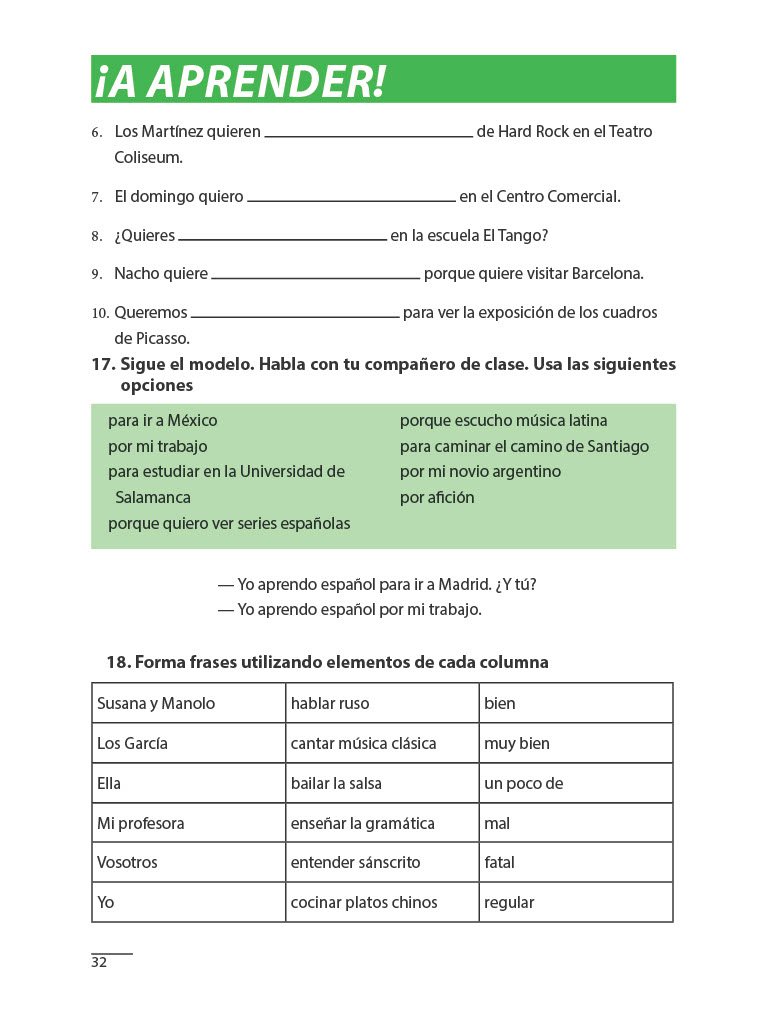 ¡A APRENDER!
6. Los Martínez quieren ______ de Hard Rock en el Teatro
Coliseum.
7. El domingo quiero ______ en el Centro Comercial.
8. ¿Quieres ______ en la escuela El Tango?
9. Nacho quiere ______ porque quiere visitar Barcelona.
10. Queremos ______ para ver la exposición de los cuadros
de Picasso.
17. Sigue el modelo. Habla con tu compañero de clase. Usa las siguientes
opciones
para ir a México
por mi trabajo
para estudiar en la Universidad de
Salamanca
porque quiero ver series españolas
porque escucho música latina
para caminar el camino de Santiago
por mi novio argentino
por afición
— Yo aprendo español para ir a Madrid. ¿Y tú?
— Yo aprendo español por mi trabajo.
18. Forma frases utilizando elementos de cada columna
Susana y Manolo hablar ruso bien
Los García cantar música clásica muy bien
Ella bailar la salsa un poco de
Mi profesora enseñar la gramática mal
Vosotros entender sánscrito fatal
Yo cocinar platos chinos regular
32